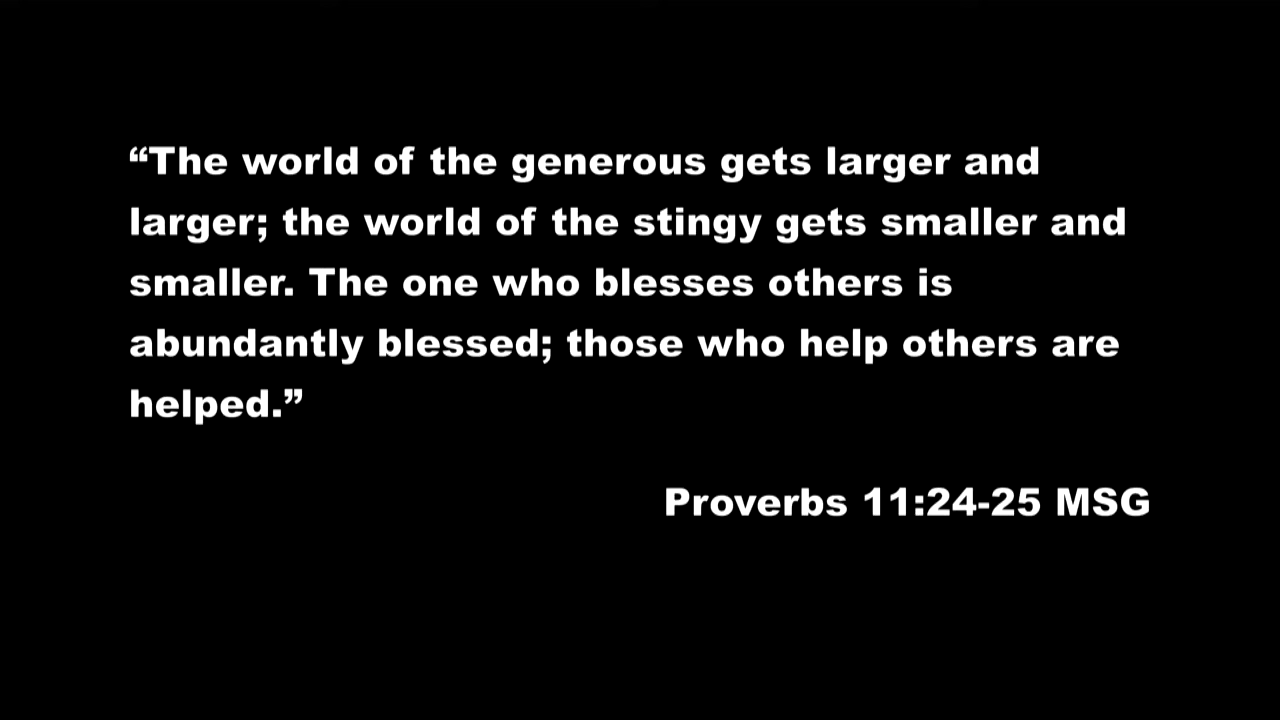 “The world of the generous gets larger and
larger; the world of the stingy gets smaller and
smaller. The one who blesses others is
abundantly blessed; those who help others are
helped.”
Proverbs 11:24-25 MSG